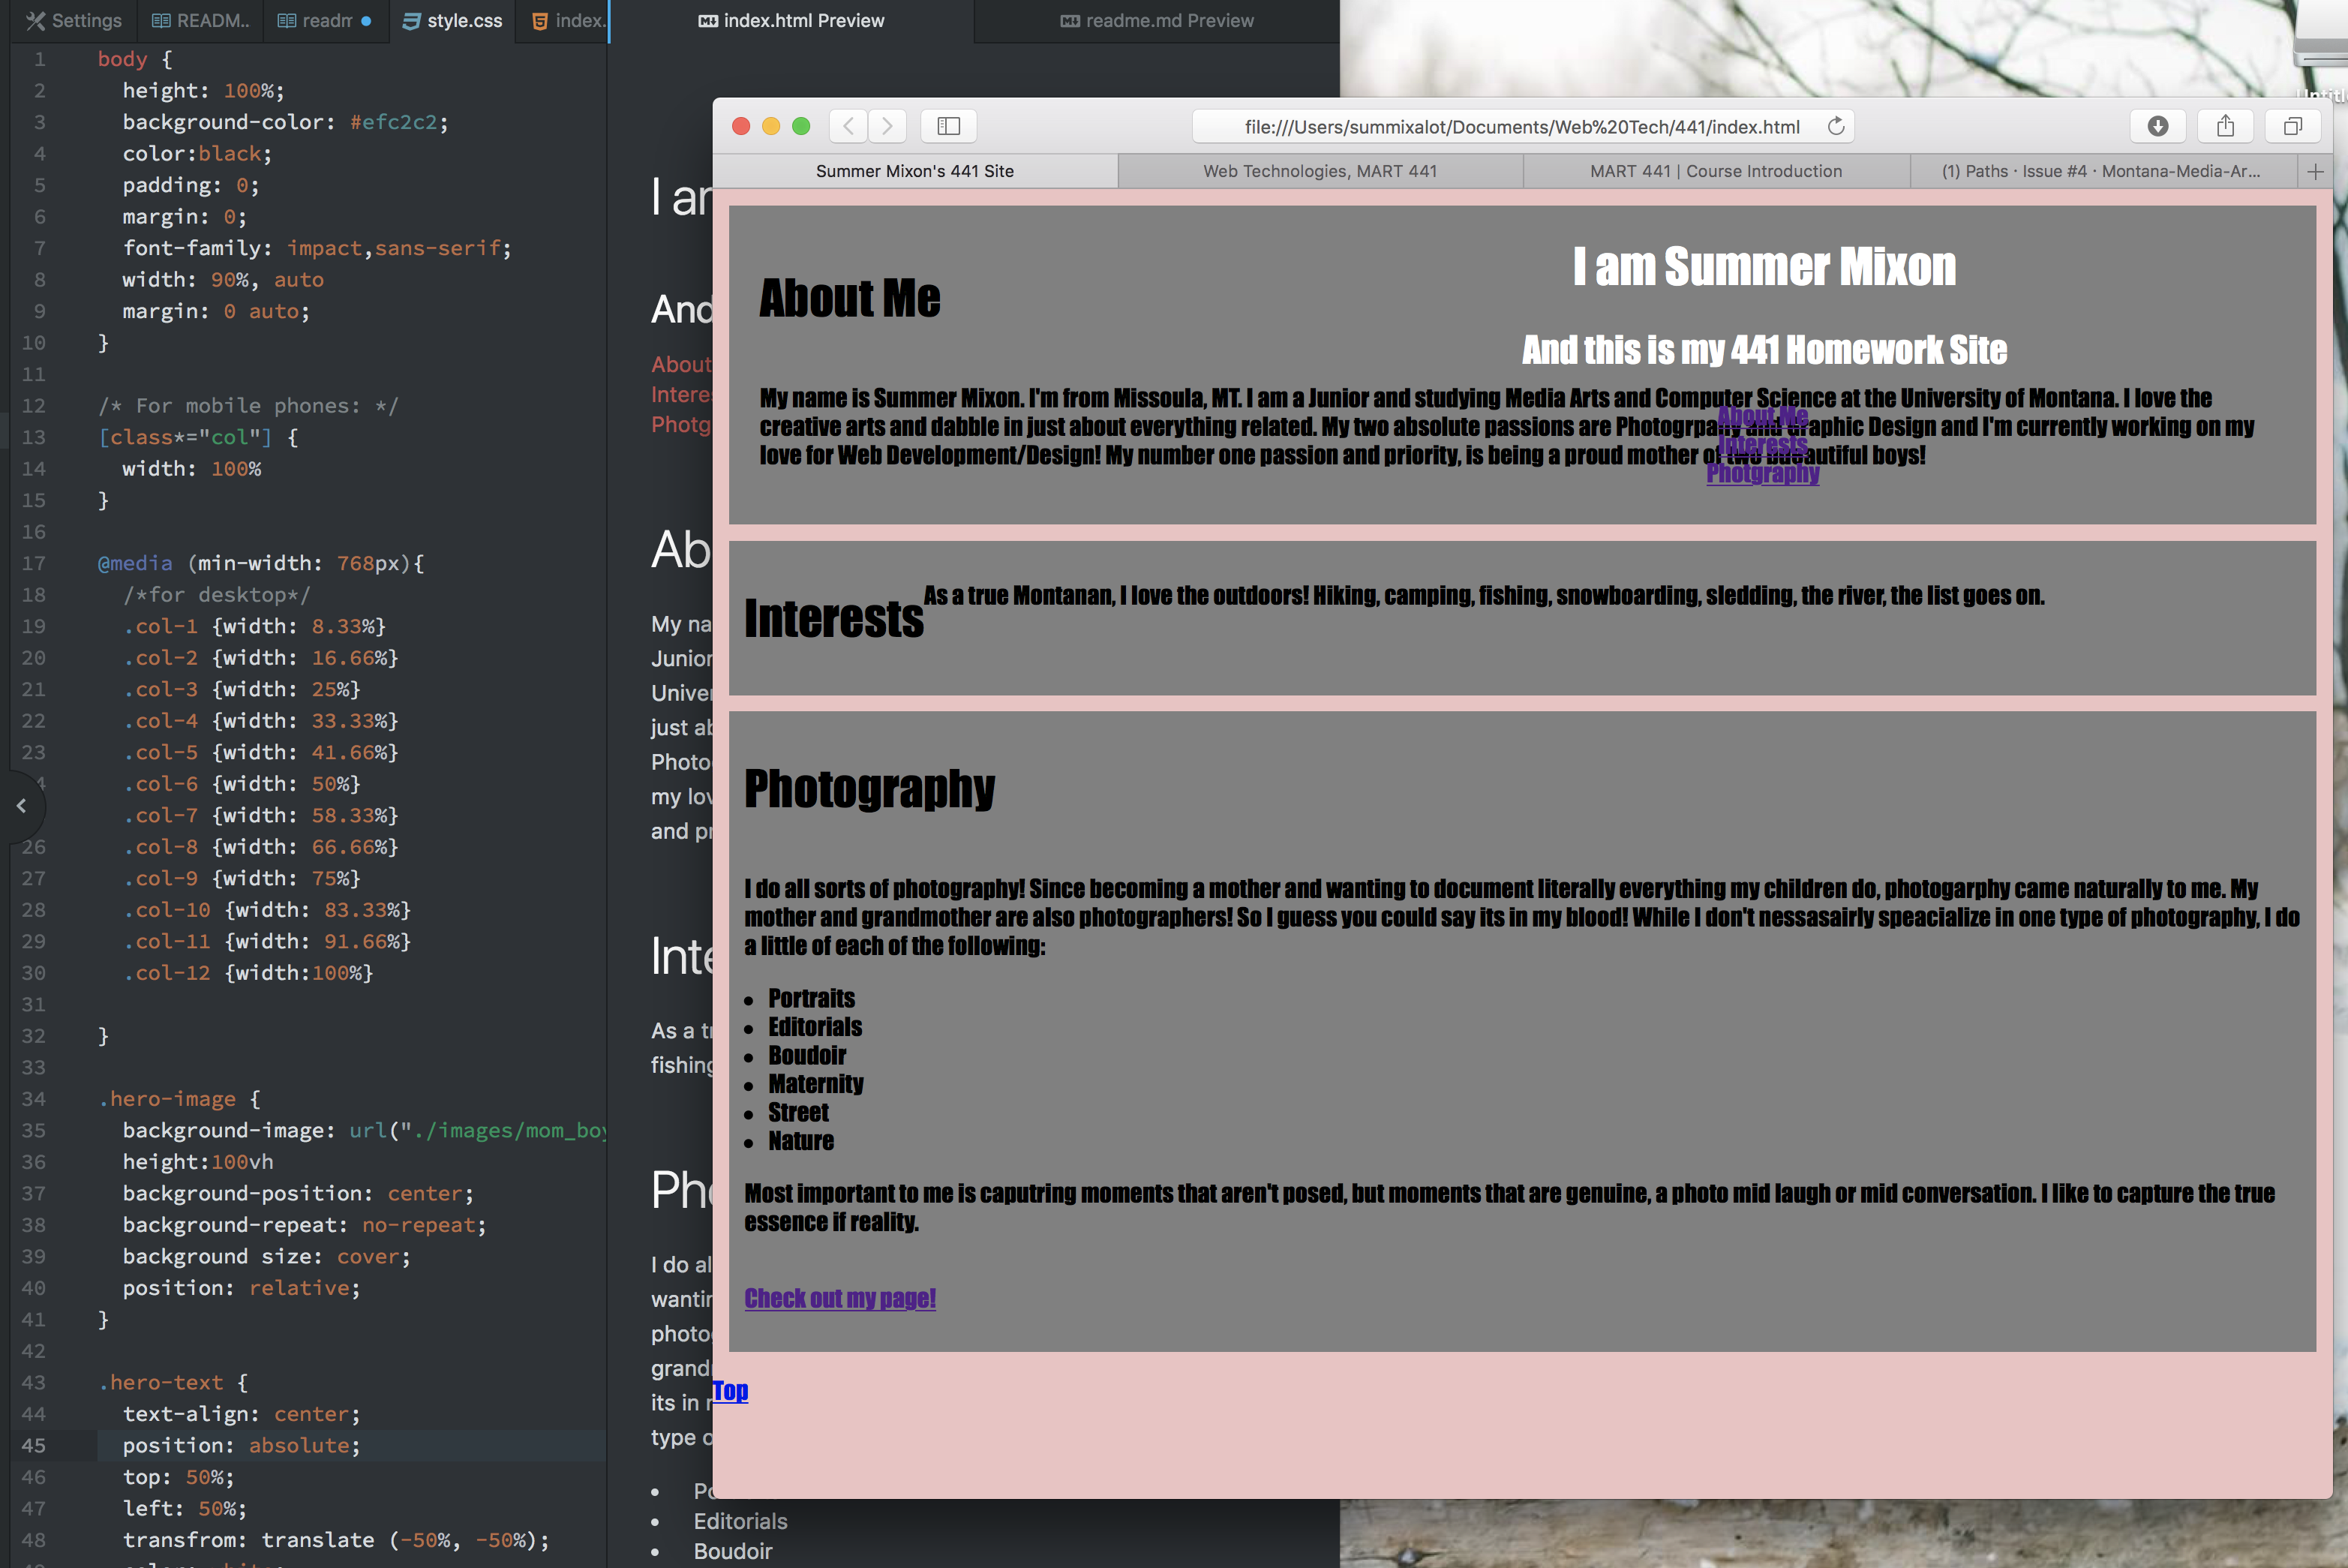 Settings
READM..
readm
style.css
index.
1 body {
2 height: 100%;
3 background-color: #efc2c2;
4 color:black;
5 padding: 0;
6 margin: 0;
7 font-family: impact,sans-serif;
8 width: 90%, auto
9 margin: 0 auto;
10 }
11
12 /* For mobile phones: */
13 [class*="col"] {
14 width: 100%
15 }
16
17 @media (min-width: 768px){
18 /*for desktop*/
19 .col-1 {width: 8.33%}
20 .col-2 {width: 16.66%}
21 .col-3 {width: 25%}
22 .col-4 {width: 33.33%}
23 .col-5 {width: 41.66%}
4 .col-6 {width: 50%}
.col-7 {width: 58.33%}
26 .col-8 {width: 66.66%}
27 .col-9 {width: 75%}
28 .col-10 {width: 83.33%}
29 .col-11 {width: 91.66%}
30 .col-12 {width:100%}
31
32 }
33
34 .hero-image {
35 background-image: url("./images/mom_boy
36 height:100vh
37 background-position: center;
38 background-repeat: no-repeat;
39 background size: cover;
40 position: relative;
41 }
42
43 .hero-text {
44 text-align: center;
45 position: absolute;
46 top: 50%;
47 left: 50%;
48 transfrom: translate (-50%, -50%);
index.html Preview
readme.md Preview
I am
And
About
Interes
Photg
Ab
My na
Junior
Univer
just ab
Photo
my lov
and pr
Inte
As a tr
fishing
Pho
I do al
wantin
photo
grand
its in r
type o
Po
Editorials
Boudoir
file:///Users/summixalot/Documents/Web%20Tech/441/index.html
Summer Mixon's 441 Site
Web Technologies, MART 441
MART 441 | Course Introduction
(1) Paths · Issue #4 · Montana-Media-Ar...
I am Summer Mixon
About Me
And this is my 441 Homework Site
My name is Summer Mixon. I'm from Missoula, MT. I am a Junior and studying Media Arts and Computer Science at the University of Montana. I love the
creative arts and dabble in just about everything related. My two absolute passions are Photogrpahy and Graphic Design and I'm currently working on my
love for Web Development/Design! My number one passion and priority, is being a proud mother of two beautiful boys!
About Me
Interests
Photgraphy
Interests
As a true Montanan, I love the outdoors! Hiking, camping, fishing, snowboarding, sledding, the river, the list goes on.
Photography
I do all sorts of photography! Since becoming a mother and wanting to document literally everything my children do, photogarphy came naturally to me. My
mother and grandmother are also photographers! So I guess you could say its in my blood! While I don't nessasairly speacialize in one type of photography, I do
a little of each of the following:
Portraits
Editorials
Boudoir
Maternity
Street
Nature
Most important to me is caputring moments that aren't posed, but moments that are genuine, a photo mid laugh or mid conversation. I like to capture the true
essence if reality.
Check out my page!
Top